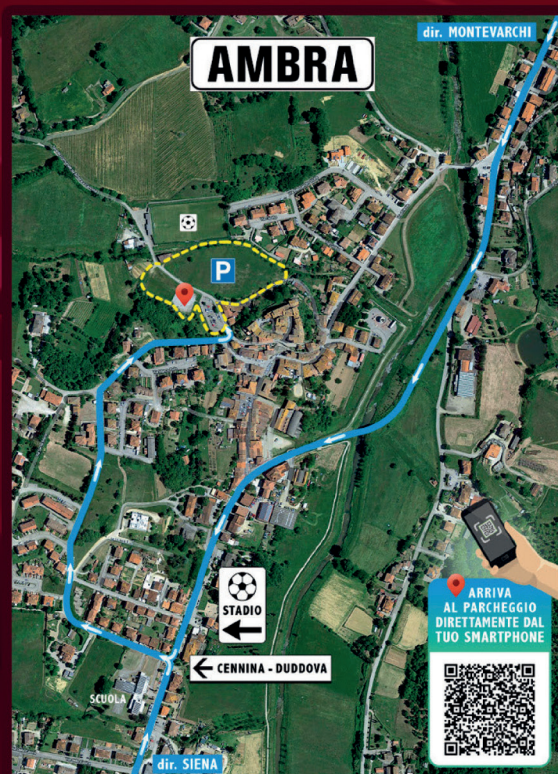 dir. MONTEVARCHI
AMBRA
P
STADIO
CENNINA - DUDDOVA
SCUOLA
dir. SIENA
ARRIVA
AL PARCHEGGIO
DIRETTAMENTE DAL
TUO SMARTPHONE